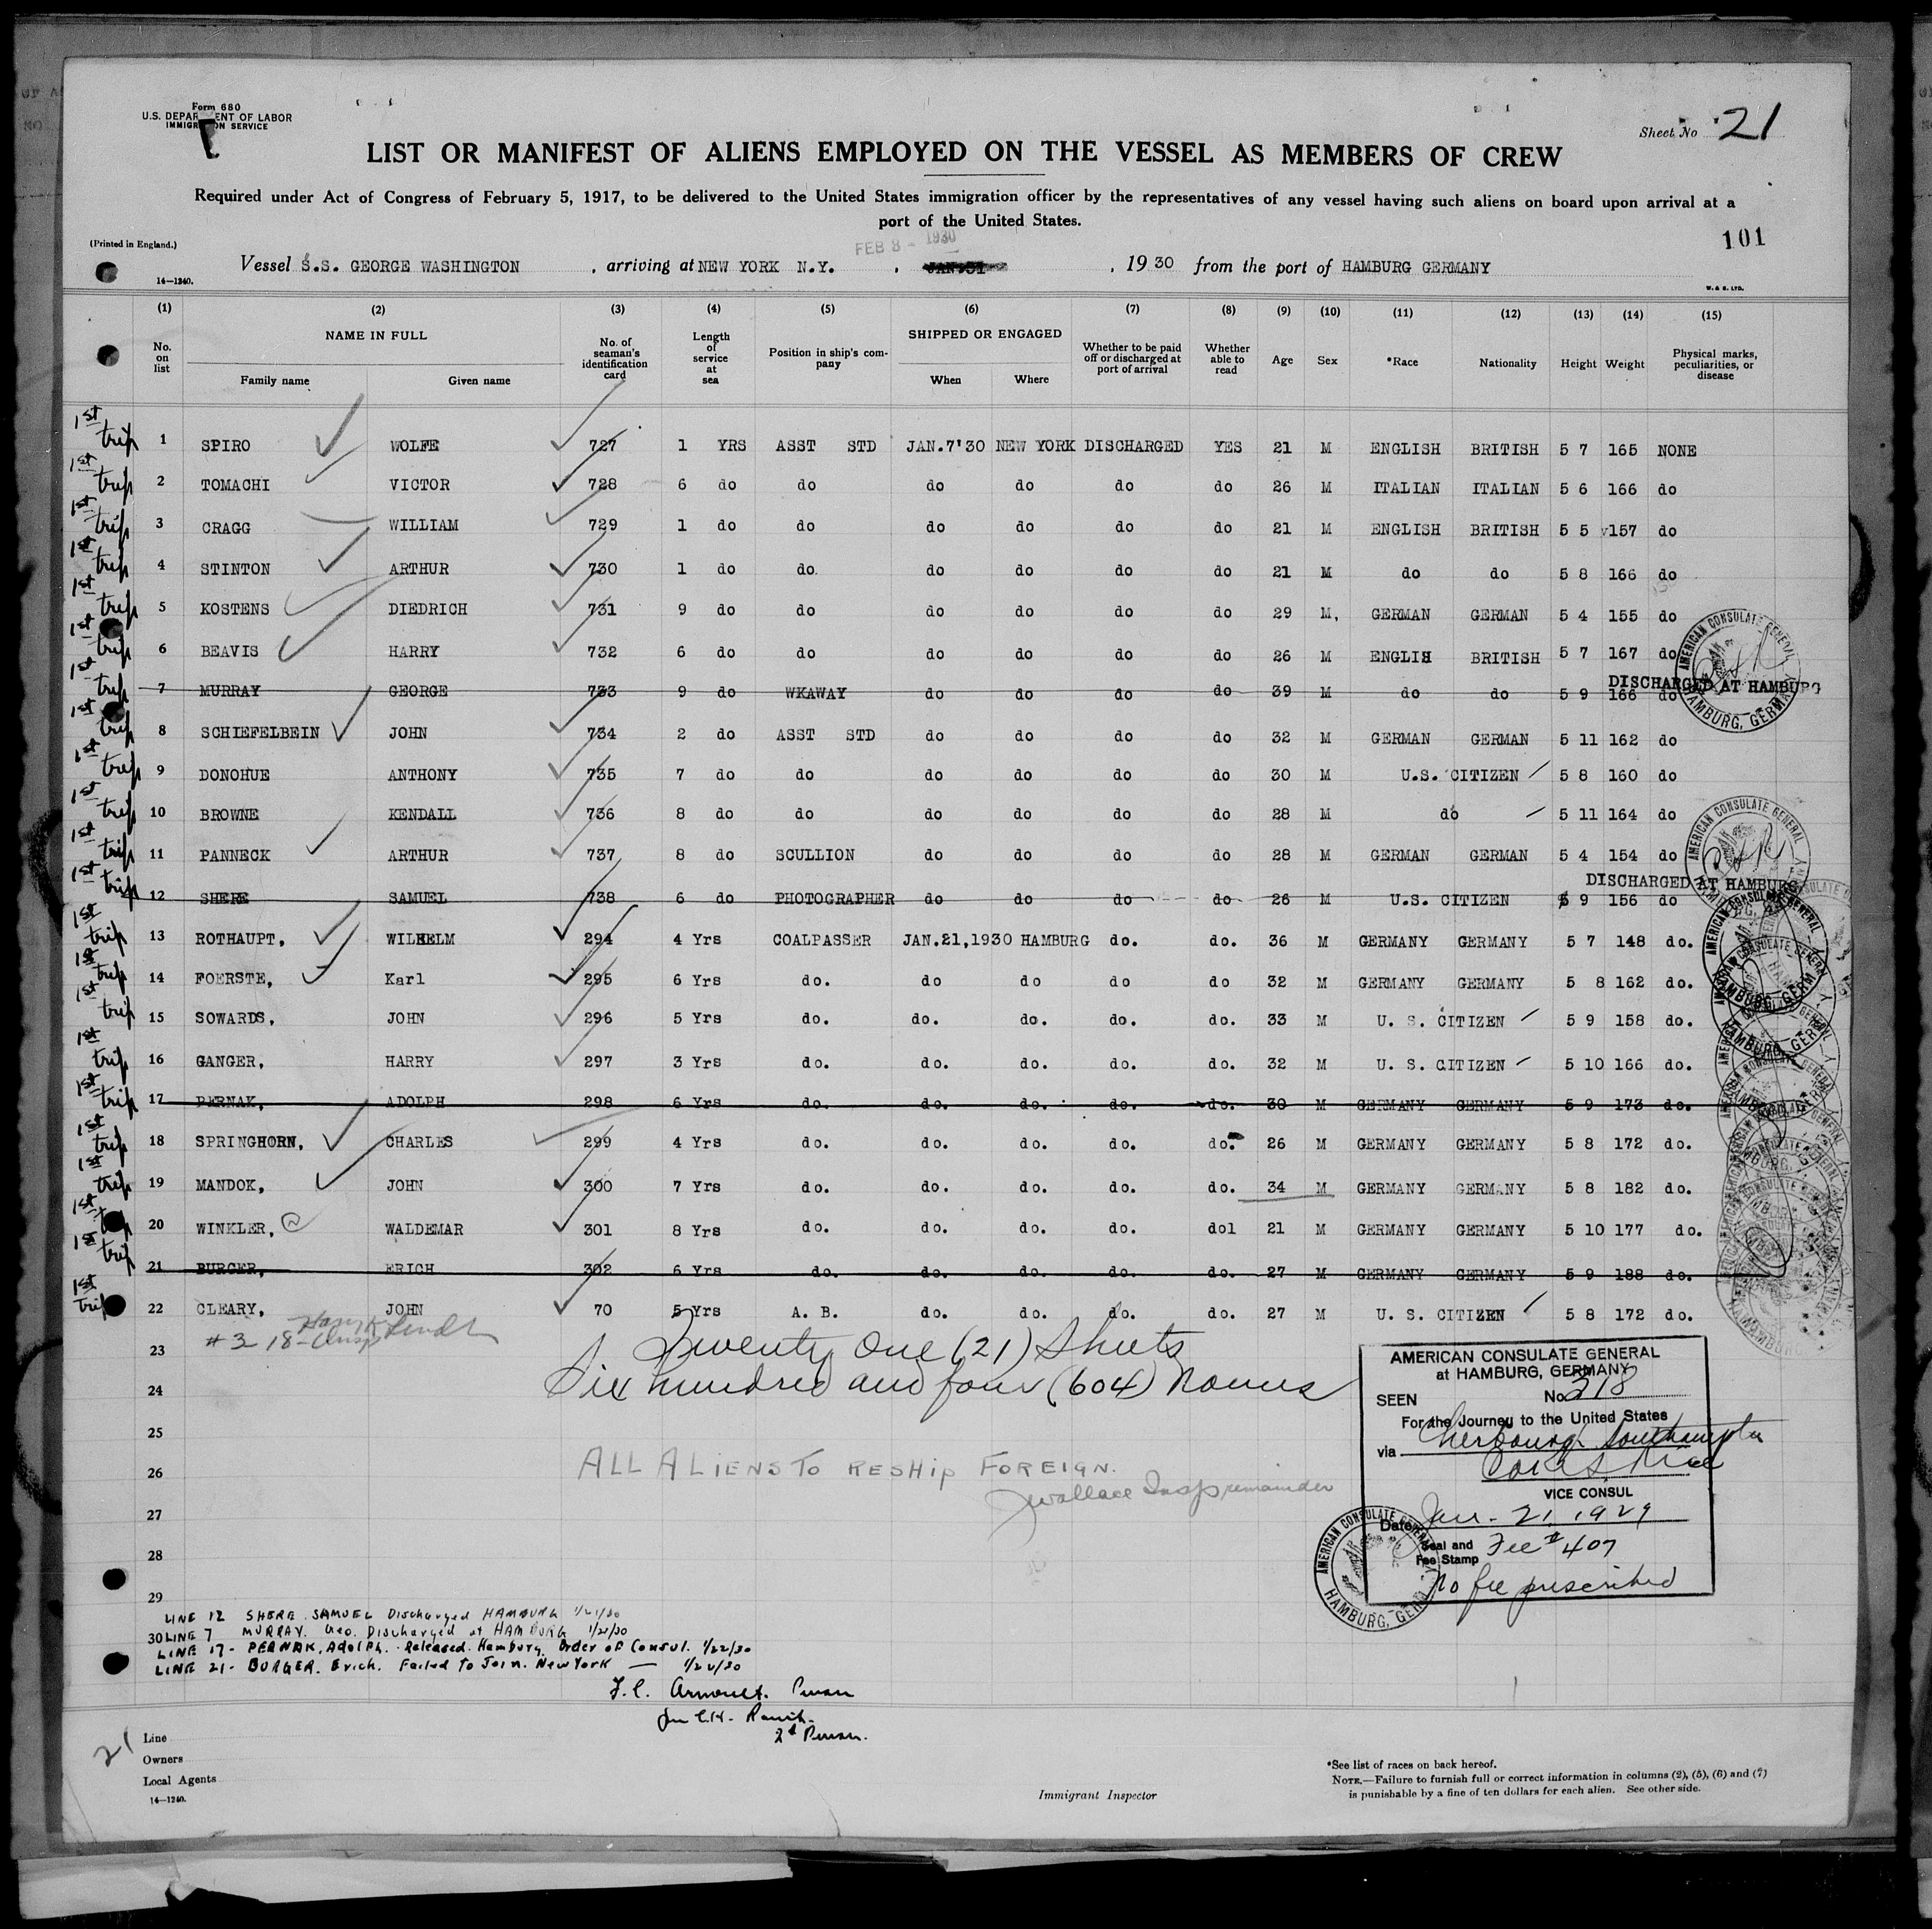 Form 680
U.S. DEPARTMENT OF LABOR
IMMIGRATION SERVICE
Sheet No 21
LIST OR MANIFEST OF ALIENS EMPLOYED ON THE VESSEL AS MEMBERS OF CREW
Required under Act of Congress of February 5, 1917, to be delivered to the United States immigration officer by the representatives of any vessel having such aliens on board upon arrival at a
port of the United States.
(Printed in England.)
101
FEB 8 - 1930
Vessel S.S. GEORGE WASHINGTON , arriving at NEW YORK N.Y. , JAN. 31 , 1930 from the port of HAMBURG GERMANY
14—1240.
W. & S. LTD.
(1) (2) (3) (4) (5) (6) (7) (8) (9) (10) (11) (12) (13) (14) (15)
No. on list NAME IN FULL Family name Given name No. of seaman's identification card Length of service at sea Position in ship's company SHIPPED OR ENGAGED When Where Whether to be paid off or discharged at port of arrival Whether able to read Age Sex *Race Nationality Height Weight Physical marks, peculiarities, or disease
1st trip 1 SPIRO WOLFE 727 1 YRS ASST STD JAN.7'30 NEW YORK DISCHARGED YES 21 M ENGLISH BRITISH 5 7 165 NONE
1st trip 2 TOMACHI VICTOR 728 6 do do do do do do 26 M ITALIAN ITALIAN 5 6 166 do
1st trip 3 CRAGG WILLIAM 729 1 do do do do do do 21 M ENGLISH BRITISH 5 5 157 do
1st trip 4 STINTON ARTHUR 730 1 do do. do do do do 21 M do do 5 8 166 do
1st trip 5 KOSTENS DIEDRICH 731 9 do do do do do do 29 M, GERMAN GERMAN 5 4 155 do
1st trip 6 BEAVIS HARRY 732 6 do do do do do do 26 M ENGLISH BRITISH 5 7 167 do
1st trip 7 MURRAY GEORGE 733 9 do WKAWAY do do do do 39 M do do 5 9 166 do DISCHARGED AT HAMBURG
1st trip 8 SCHIEFELBEIN JOHN 734 2 do ASST STD do do do do 32 M GERMAN GERMAN 5 11 162 do
1st trip 9 DONOHUE ANTHONY 735 7 do do do do do do 30 M U.S. CITIZEN 5 8 160 do
1st trip 10 BROWNE KENDALL 736 8 do do do do do do 28 M do 5 11 164 do
1st trip 11 PANNECK ARTHUR 737 8 do SCULLION do do do do 28 M GERMAN GERMAN 5 4 154 do
1st trip 12 SHERE SAMUEL 738 6 do PHOTOGRAPHER do do do do 26 M U.S. CITIZEN 5 9 156 do DISCHARGED AT HAMBURG
1st trip 13 ROTHAUPT, WILHELM 294 4 Yrs COALPASSER JAN.21,1930 HAMBURG do. do. 36 M GERMANY GERMANY 5 7 148 do.
1st trip 14 FOERSTE, Karl 295 6 Yrs do. do do do do 32 M GERMANY GERMANY 5 8 162 do.
1st trip 15 SOWARDS, JOHN 296 5 Yrs do. do. do. do. do. 33 M U. S. CITIZEN 5 9 158 do.
1st trip 16 GANGER, HARRY 297 3 Yrs do. do. do. do. do. 32 M U. S. CITIZEN 5 10 166 do.
1st trip 17 PERNAK, ADOLPH 298 6 Yrs do. do. do. do. do. 30 M GERMANY GERMANY 5 9 173 do.
1st trip 18 SPRINGHORN, CHARLES 299 4 Yrs do. do. do. do. do. 26 M GERMANY GERMANY 5 8 172 do.
1st trip 19 MANDOK, JOHN 300 7 Yrs do. do. do. do. do. 34 M GERMANY GERMANY 5 8 182 do.
1st trip 20 WINKLER, WALDEMAR 301 8 Yrs do. do. do. do. dol 21 M GERMANY GERMANY 5 10 177 do.
1st trip 21 BURGER, ERICH 302 6 Yrs do. do. do. do. do. 27 M GERMANY GERMANY 5 9 188 do.
1st trip 22 CLEARY, JOHN 70 5 Yrs A. B. do. do. do. do. 27 M U. S. CITIZEN 5 8 172 do.
#3 18
23
24
25
26
27
28
29
30
Twenty One (21) Sheets
Six hundred and four (604) Names
ALL ALIENS TO RESHIP FOREIGN.
Wallace Insp remainder
AMERICAN CONSULATE GENERAL
at HAMBURG, GERMANY
SEEN No. 218
For the Journey to the United States
via Cherbourg Southampton
VICE CONSUL
Date Jan - 21, 1929
Seal and Fee Stamp Fee # 407
No fee prescribed
AMERICAN CONSULATE GENERAL HAMBURG, GERMANY
LINE 12 SHERE. SAMUEL Discharged HAMBURG 1/21/30
LINE 7 MURRAY. Geo. Discharged at HAMBURG 1/21/30
LINE 17 - PERNAK, Adolph. Released. Hamburg. Order of Consul. 1/22/30
LINE 21 - BURGER. Erich. Failed to Join. New York — 1/22/30
21
Line
Owners
Local Agents
14—1240.
Immigrant Inspector
*See list of races on back hereof.
NOTE.—Failure to furnish full or correct information in columns (2), (5), (6) and (7)
is punishable by a fine of ten dollars for each alien. See other side.